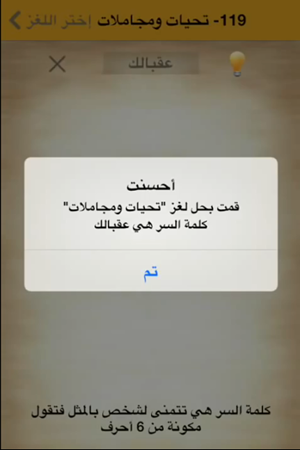 119- تحيات ومجاملات إختر اللغز
عقبالك
أحسنت
قمت بحل لغز "تحيات ومجاملات"
كلمة السر هي عقبالك
تم
كلمة السر هي تتمنى لشخص بالمثل فتقول
مكونة من 6 أحرف